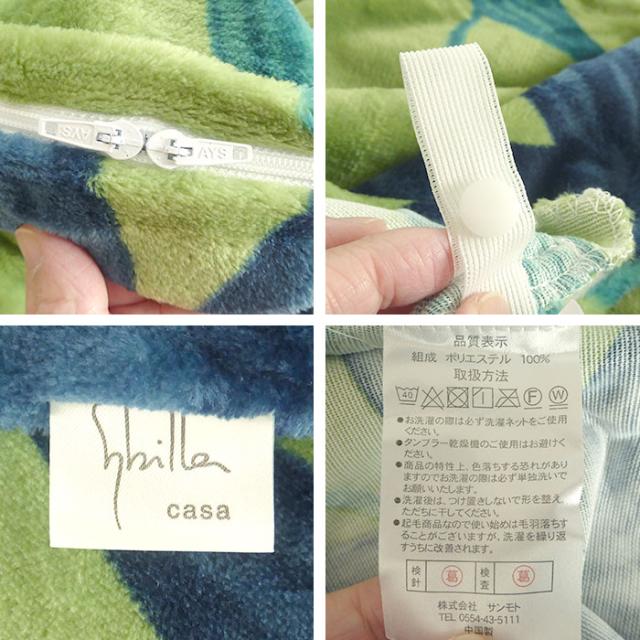 SAY
AYS
Sybilla
casa
品質表示
組成 ポリエステル 100%
取扱方法
40
F
W
●お洗濯の際は必ず洗濯ネットをご使用
ください。
●タンブラー乾燥機のご使用はお避けく
ださい。
●商品の特性上、色落ちする恐れがあり
ますのでお洗濯の際は必ず単独洗いで
お願いいたします。
●洗濯後は、つけ置きしないで形を整え
ただちに干してください。
●起毛商品なので使い始めは毛羽落ちす
ることがございますが、洗濯を繰り返
すうちに改善されます。
検針 葛 検査 葛
株式会社 サンモト
TEL 0554-43-5111
中国製